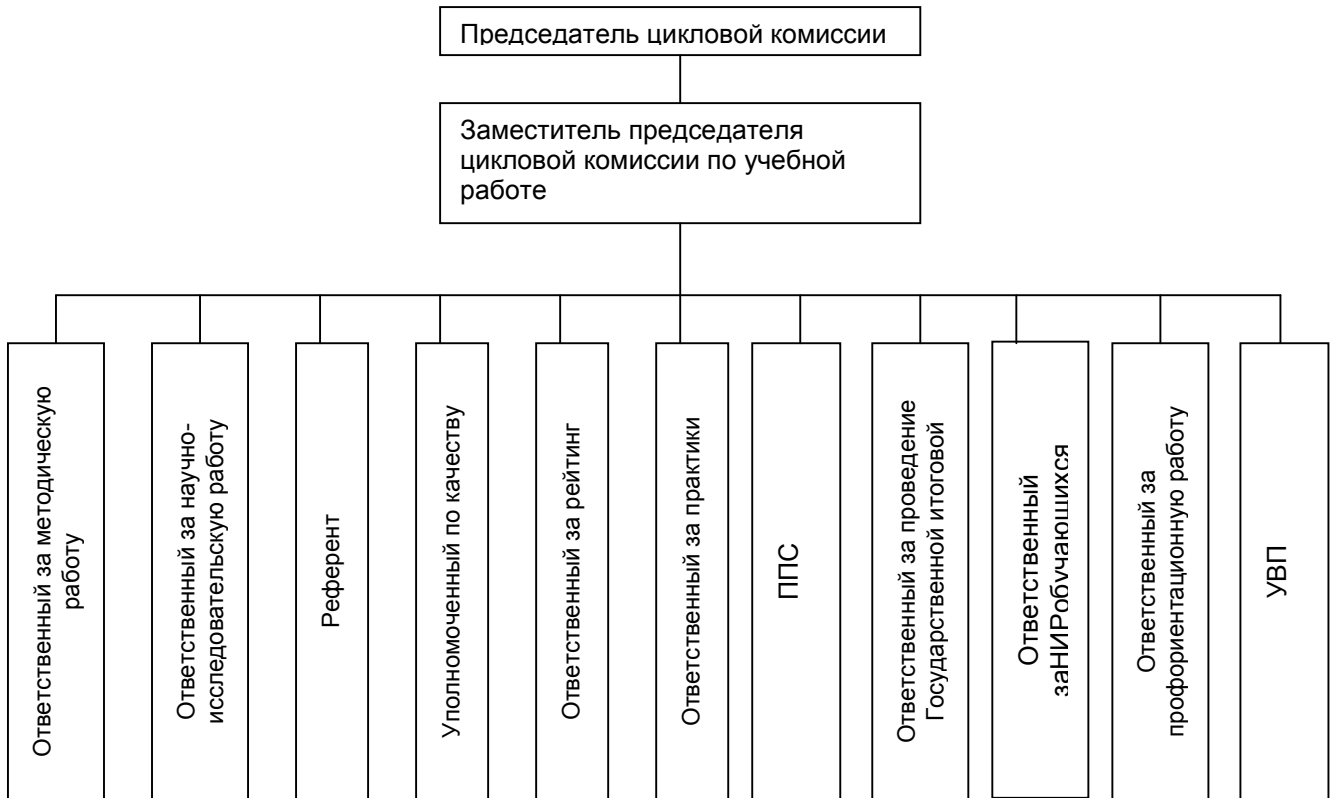 Председатель цикловой комиссии
Заместитель председателя
цикловой комиссии по учебной
работе
Ответственный за методическую
работу
Ответственный за научно-
исследовательскую работу
Референт
Уполномоченный по качеству
Ответственный за рейтинг
Ответственный за практики
ППС
Ответственный за проведение
Государственной итоговой
Ответственный
заНИРобучающихся
Ответственный за
профориентационную работу
УВП